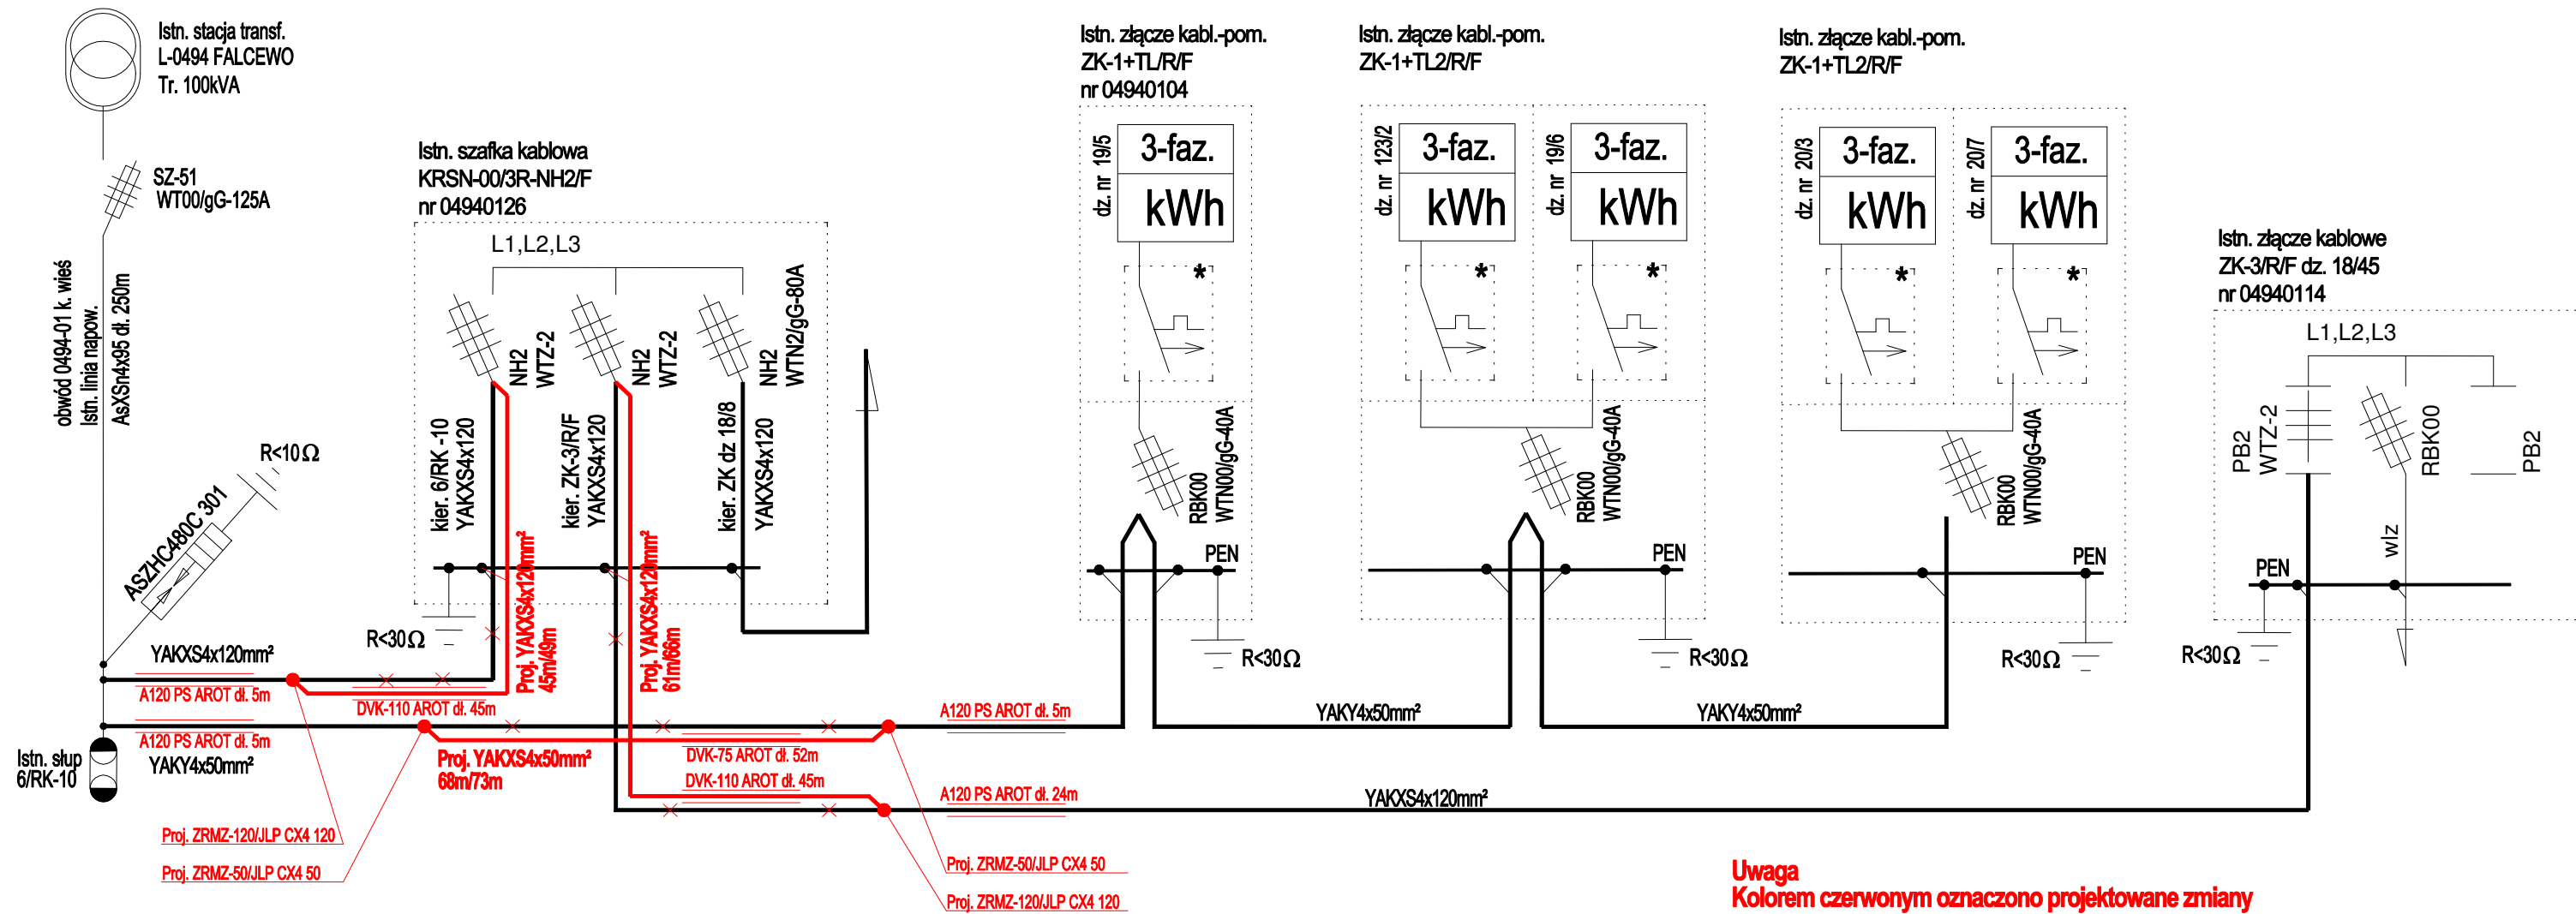 Istn. stacja transf.
L-0494 FALCEWO
Tr. 100kVA
SZ-51
WT00/gG-125A
obwód 0494-01 k. wieś
Istn. linia napow.
AsXSn4x95 dł. 250m
R<10Ω
ASZHC480C 301
Istn. szafka kablowa
KRSN-00/3R-NH2/F
nr 04940126
L1,L2,L3
NH2
WTZ-2
NH2
WTZ-2
NH2
WTN2/gG-80A
kier. 6/RK -10
YAKXS4x120
kier. ZK-3/R/F
YAKXS4x120
kier. ZK dz 18/8
YAKXS4x120
R<30Ω
Proj. YAKXS4x120mm²
45m/49m
Proj. YAKXS4x120mm²
61m/66m
YAKXS4x120mm²
A120 PS AROT dł. 5m
DVK-110 AROT dł. 45m
A120 PS AROT dł. 5m
YAKY4x50mm²
Istn. słup
6/RK-10
Proj. YAKXS4x50mm²
68m/73m
DVK-75 AROT dł. 52m
DVK-110 AROT dł. 45m
A120 PS AROT dł. 5m
A120 PS AROT dł. 24m
Proj. ZRMZ-120/JLP CX4 120
Proj. ZRMZ-50/JLP CX4 50
Proj. ZRMZ-50/JLP CX4 50
Proj. ZRMZ-120/JLP CX4 120
Istn. złącze kabl.-pom.
ZK-1+TL/R/F
nr 04940104
dz. nr 19/5
3-faz.
kWh
*
RBK00
WTN00/gG-40A
PEN
R<30Ω
Istn. złącze kabl.-pom.
ZK-1+TL2/R/F
dz. nr 123/2
3-faz.
kWh
*
dz. nr 19/6
3-faz.
kWh
*
RBK00
WTN00/gG-40A
PEN
R<30Ω
YAKY4x50mm²
Istn. złącze kabl.-pom.
ZK-1+TL2/R/F
dz. nr 20/3
3-faz.
kWh
*
dz. nr 20/7
3-faz.
kWh
*
RBK00
WTN00/gG-40A
PEN
R<30Ω
YAKY4x50mm²
YAKXS4x120mm²
Istn. złącze kablowe
ZK-3/R/F dz. 18/45
nr 04940114
L1,L2,L3
PB2
WTZ-2
RBK00
PB2
wlz
PEN
R<30Ω
Uwaga
Kolorem czerwonym oznaczono projektowane zmiany